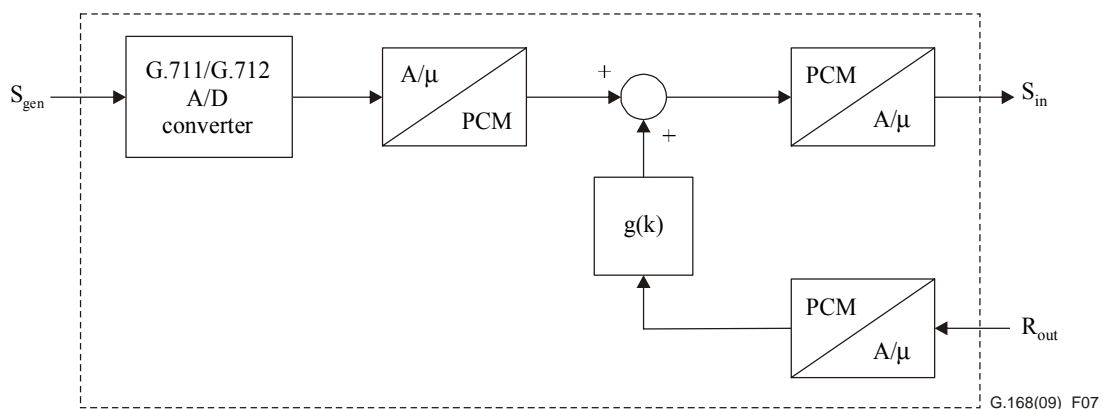 G.711/G.712
A/D
converter
S_gen
A/μ
PCM
+
PCM
A/μ
S_in
+
g(k)
PCM
A/μ
R_out
G.168(09)_F07